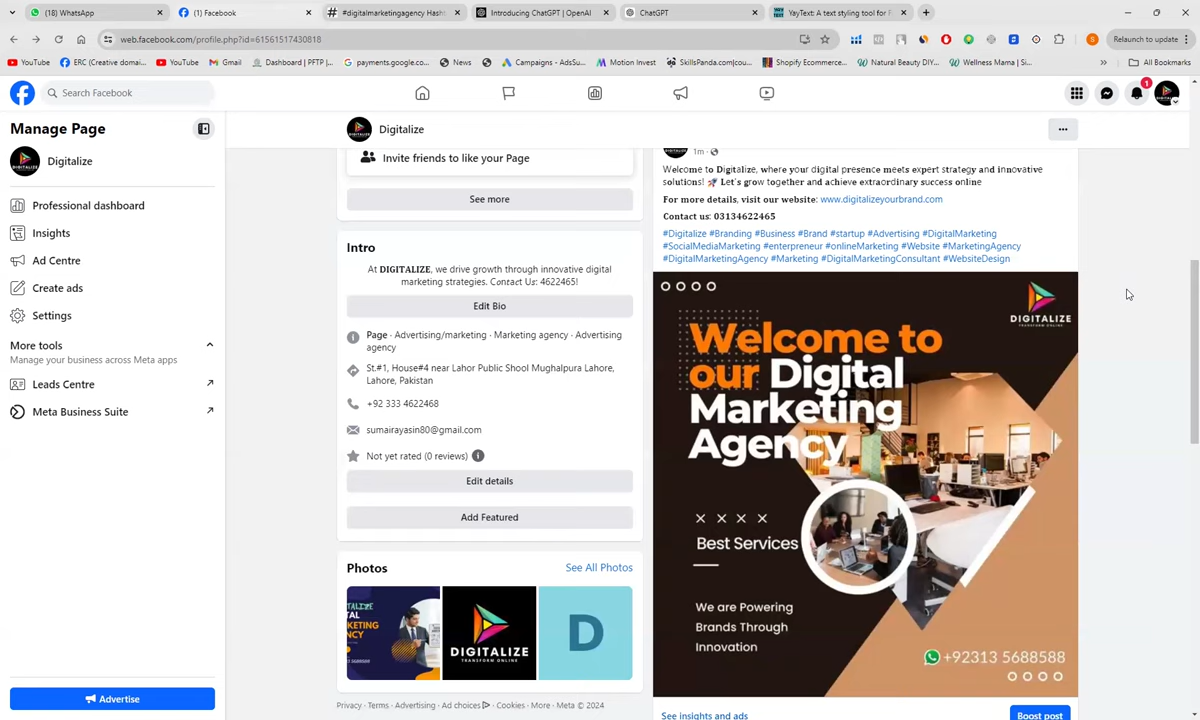 (18) WhatsApp
(1) Facebook
#digitalmarketingagency Hasht
Introducing ChatGPT | OpenAI
ChatGPT
YayText: A text styling tool for F
web.facebook.com/profile.php?id=61561517430818
Relaunch to update
YouTube
ERC (Creative domai...
YouTube
Gmail
Dashboard | PFTP |...
payments.google.co...
News
Campaigns - AdsSu...
Motion Invest
SkillsPanda.com|cou...
Shopify Ecommerce...
Natural Beauty DIY...
Wellness Mama | Si...
All Bookmarks
Search Facebook
1
Manage Page
Digitalize
Professional dashboard
Insights
Ad Centre
Create ads
Settings
More tools
Manage your business across Meta apps
Leads Centre
Meta Business Suite
Advertise
Digitalize
Invite friends to like your Page
See more
Intro
At DIGITALIZE, we drive growth through innovative digital
marketing strategies. Contact Us: 4622465!
Edit Bio
Page · Advertising/marketing · Marketing agency · Advertising
agency
St.#1, House#4 near Lahor Public Shool Mughalpura Lahore,
Lahore, Pakistan
+92 333 4622468
sumairayasin80@gmail.com
Not yet rated (0 reviews)
Edit details
Add Featured
Photos
See All Photos
DIGITALIZE
TRANSFORM ONLINE
D
Privacy · Terms · Advertising · Ad choices · Cookies · More · Meta © 2024
1m
Welcome to Digitalize, where your digital presence meets expert strategy and innovative
solutions! 🚀 Let's grow together and achieve extraordinary success online
For more details, visit our website: www.digitalizeyourbrand.com
Contact us: 03134622465
#Digitalize #Branding #Business #Brand #startup #Advertising #DigitalMarketing
#SocialMediaMarketing #enterpreneur #onlineMarketing #Website #MarketingAgency
#DigitalMarketingAgency #Marketing #DigitalMarketingConsultant #WebsiteDesign
DIGITALIZE
TRANSFORM ONLINE
Welcome to
our Digital
Marketing
Agency
Best Services
We are Powering
Brands Through
Innovation
+92313 5688588
See insights and ads
Boost post